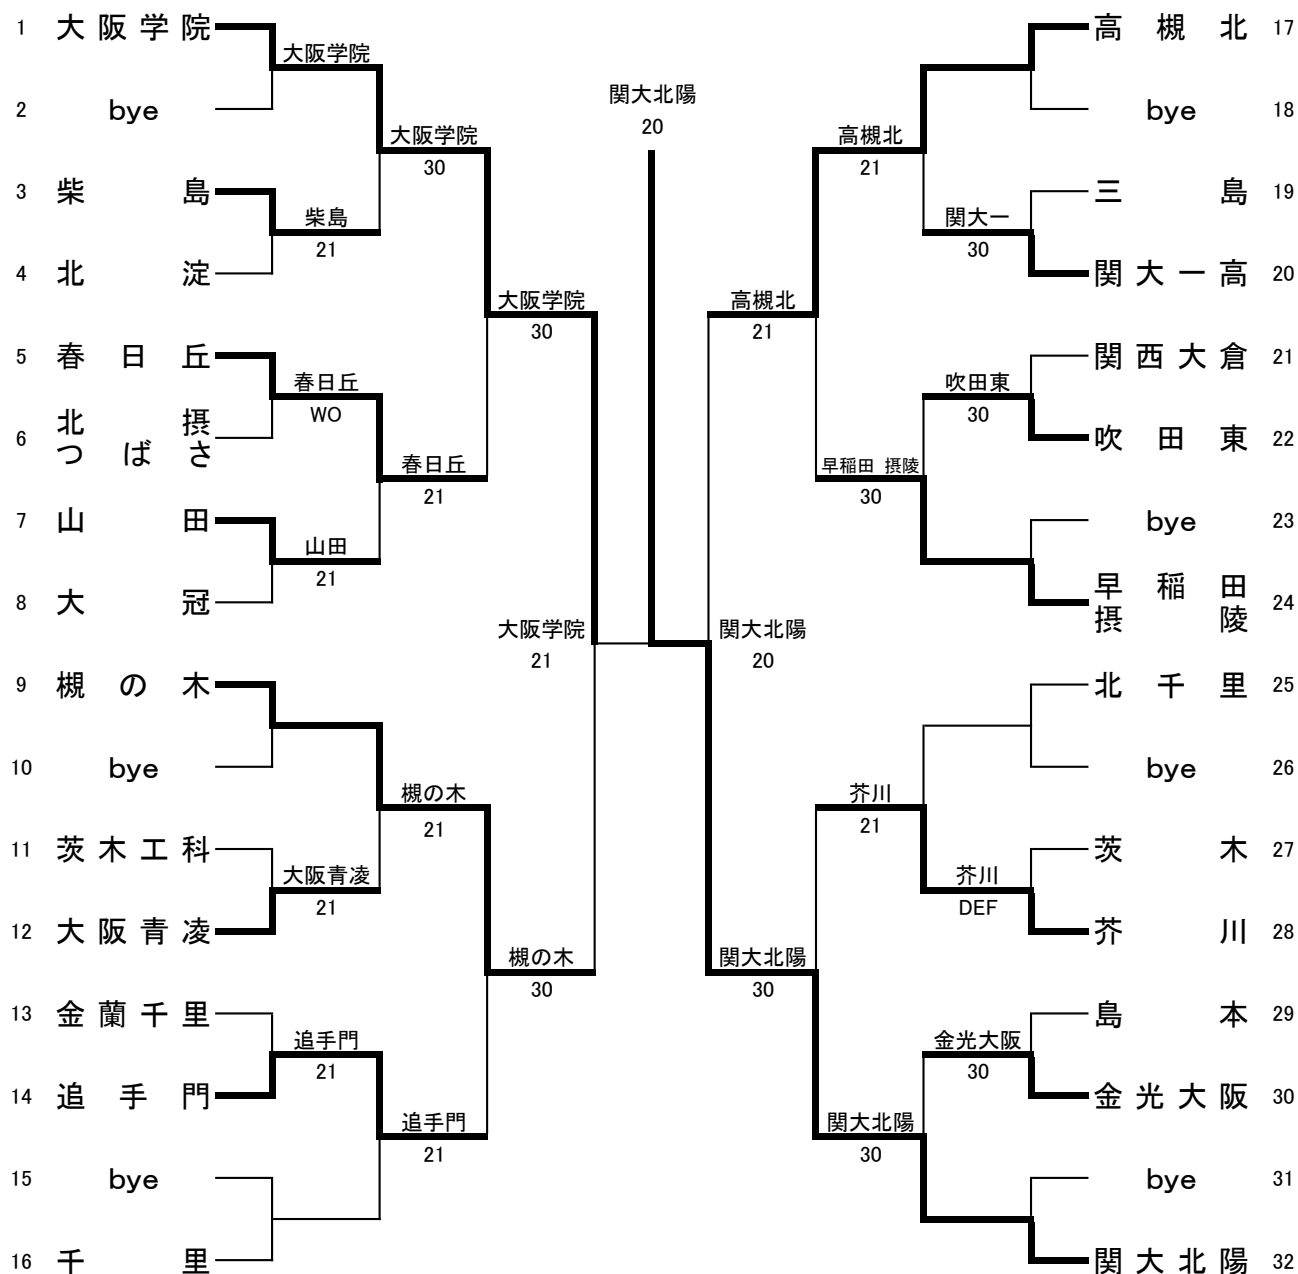 1 大阪学院
2 bye
3 柴島
4 北淀
5 春日丘
6 北摂
つばさ
7 山田
8 大冠
9 槻の木
10 bye
11 茨木工科
12 大阪青凌
13 金蘭千里
14 追手門
15 bye
16 千里
大阪学院
柴島
21
春日丘
WO
山田
21
大阪青凌
21
追手門
21
大阪学院
30
春日丘
21
槻の木
21
追手門
21
大阪学院
30
槻の木
30
大阪学院
21
関大北陽
20
関大北陽
20
高槻北
21
関大北陽
30
高槻北
21
早稲田 摂陵
30
芥川
21
関大北陽
30
関大一
30
吹田東
30
芥川
DEF
金光大阪
30
高槻北 17
bye 18
三島 19
関大一高 20
関西大倉 21
吹田東 22
bye 23
早稲田
摂陵 24
北千里 25
bye 26
茨木 27
芥川 28
島本 29
金光大阪 30
bye 31
関大北陽 32